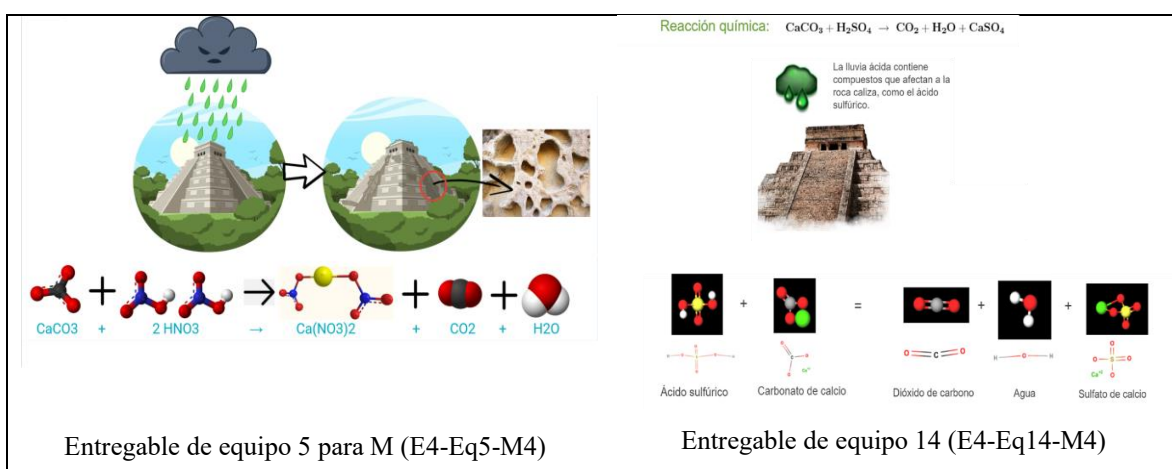 CaCO3 + 2 HNO3 → Ca(NO3)2 + CO2 + H2O
Entregable de equipo 5 para M (E4-Eq5-M4)
Reacción química: CaCO₃ + H₂SO₄ → CO₂ + H₂O + CaSO₄
La lluvia ácida contiene
compuestos que afectan a la
roca caliza, como el ácido
sulfúrico.
+ = + +
O C O H O H
Ácido sulfúrico Carbonato de calcio Dióxido de carbono Agua Sulfato de calcio
Entregable de equipo 14 (E4-Eq14-M4)